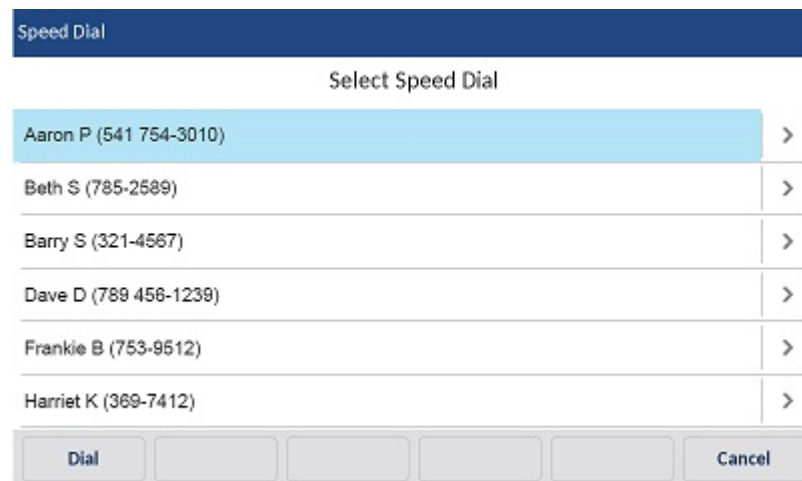 Speed Dial
Select Speed Dial
Aaron P (541 754-3010)
Beth S (785-2589)
Barry S (321-4567)
Dave D (789 456-1239)
Frankie B (753-9512)
Harriet K (369-7412)
Dial Cancel